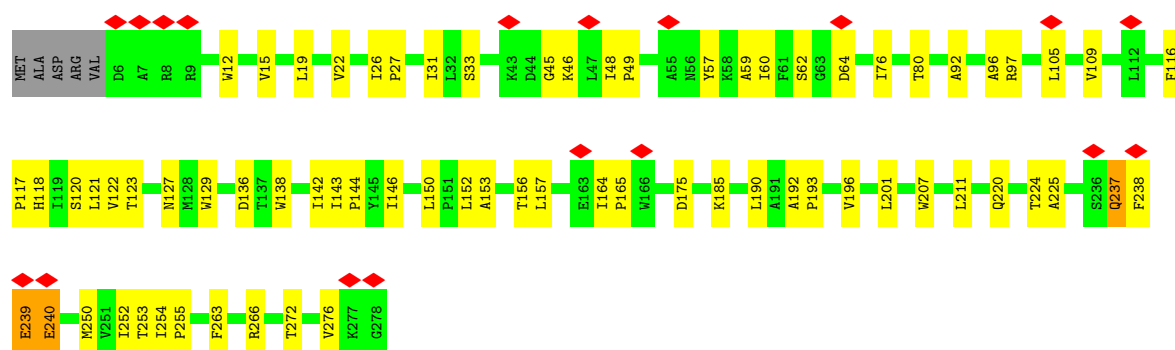 MET ALA ASP ARG VAL D6 A7 R8 R9 W12 V15 L19 V22 I26 P27 I31 L32 S33 K43 D44 G45 K46 L47 I48 P49 A55 N56 Y57 K58 A59 I60 F61 S62 G63 D64 I76 T80 A92 A96 R97 L105 V109 L112 F116
P117 H118 I119 S120 L121 V122 T123 N127 M128 W129 D136 T137 W138 I142 I143 P144 Y145 I146 L150 P151 L152 A153 T156 L157 E163 I164 P165 W166 D175 K185 L190 A191 A192 P193 V196 L201 W207 L211 Q220 T224 A225 S236 Q237 F238
E239 E240 M250 V251 I252 T253 I254 P255 F263 R266 T272 V276 K277 G278